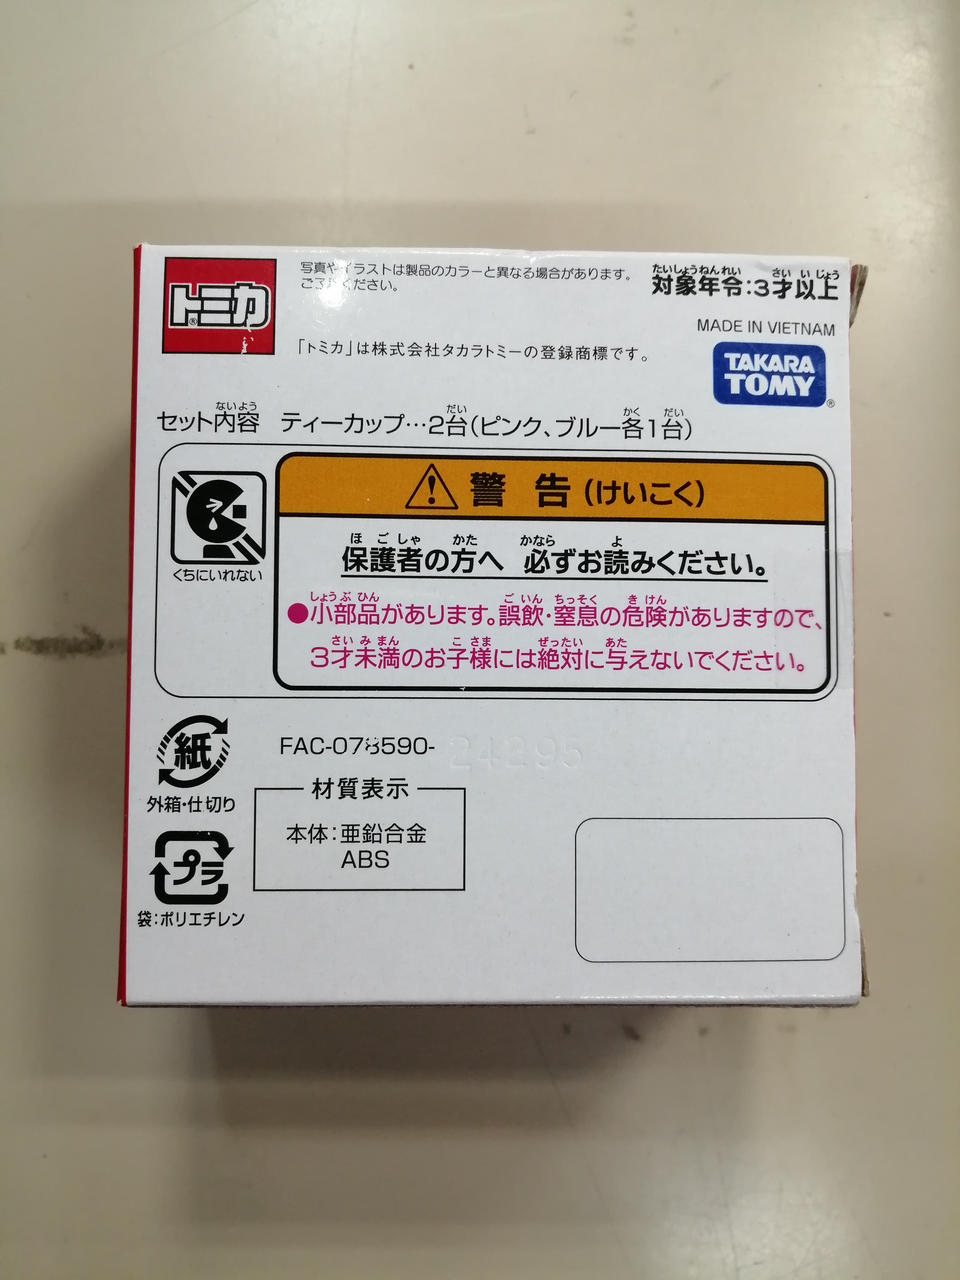 トミカ®
写真やイラストは製品のカラーと異なる場合があります。
ご了承ください。
たいしょうねんれい さい いじょう
対象年令:3才以上
MADE IN VIETNAM
「トミカ」は株式会社タカラトミーの登録商標です。
TAKARA
TOMY®
ないよう だい かく だい
セット内容 ティーカップ…2台(ピンク、ブルー各1台)
警告(けいこく)
ほごしゃ かた かなら よ
保護者の方へ 必ずお読みください。
くちにいれない
しょうぶひん ごいん ちっそく きけん
●小部品があります。誤飲・窒息の危険がありますので、
さいみまん こさま ぜったい あた
3才未満のお子様には絶対に与えないでください。
紙
外箱・仕切り
FAC-078590-
24295
材質表示
本体:亜鉛合金
ABS
プラ
袋:ポリエチレン